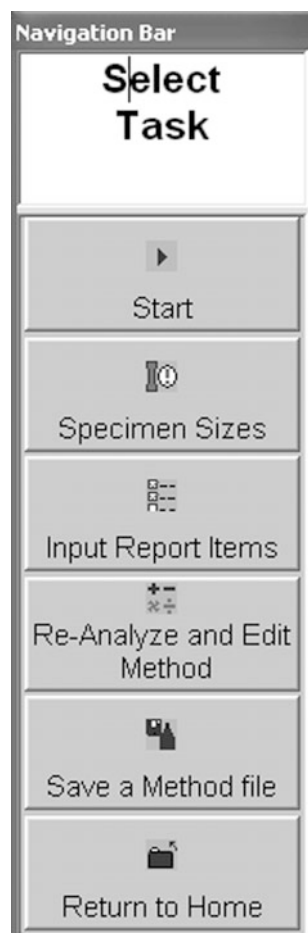 Navigation Bar
Select
Task
Start
Specimen Sizes
Input Report Items
Re-Analyze and Edit
Method
Save a Method file
Return to Home